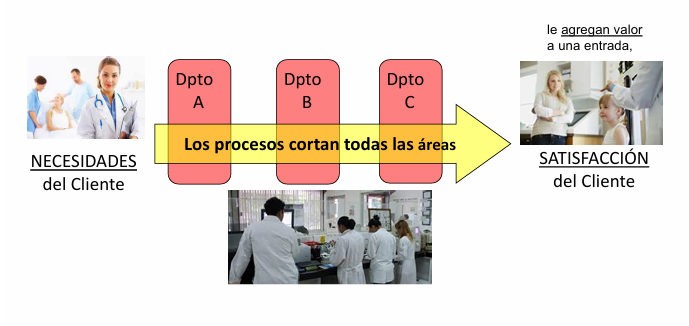 le agregan valor
a una entrada,
Dpto
A
Dpto
B
Dpto
C
Los procesos cortan todas las áreas
NECESIDADES
del Cliente
SATISFACCIÓN
del Cliente